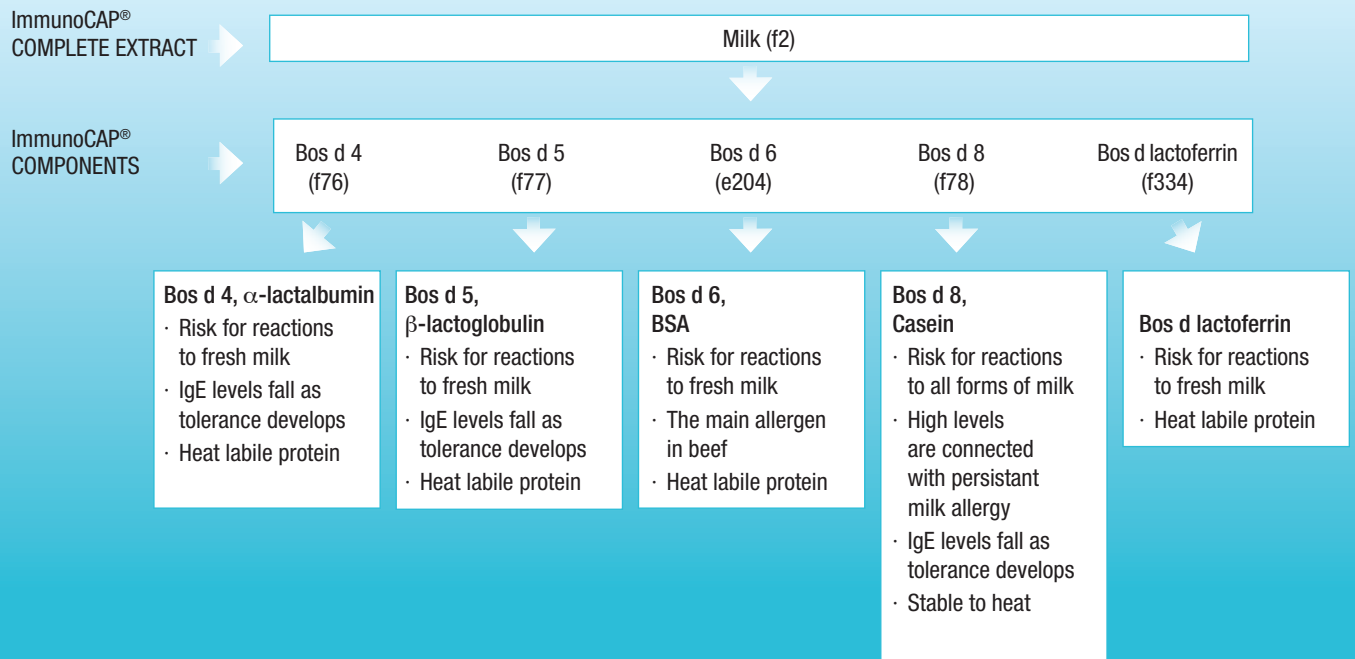 ImmunoCAP®
COMPLETE EXTRACT
Milk (f2)
ImmunoCAP®
COMPONENTS
Bos d 4
(f76)
Bos d 5
(f77)
Bos d 6
(e204)
Bos d 8
(f78)
Bos d lactoferrin
(f334)
Bos d 4, α-lactalbumin
· Risk for reactions
to fresh milk
· IgE levels fall as
tolerance develops
· Heat labile protein
Bos d 5,
β-lactoglobulin
· Risk for reactions
to fresh milk
· IgE levels fall as
tolerance develops
· Heat labile protein
Bos d 6,
BSA
· Risk for reactions
to fresh milk
· The main allergen
in beef
· Heat labile protein
Bos d 8,
Casein
· Risk for reactions
to all forms of milk
· High levels
are connected
with persistant
milk allergy
· IgE levels fall as
tolerance develops
· Stable to heat
Bos d lactoferrin
· Risk for reactions
to fresh milk
· Heat labile protein